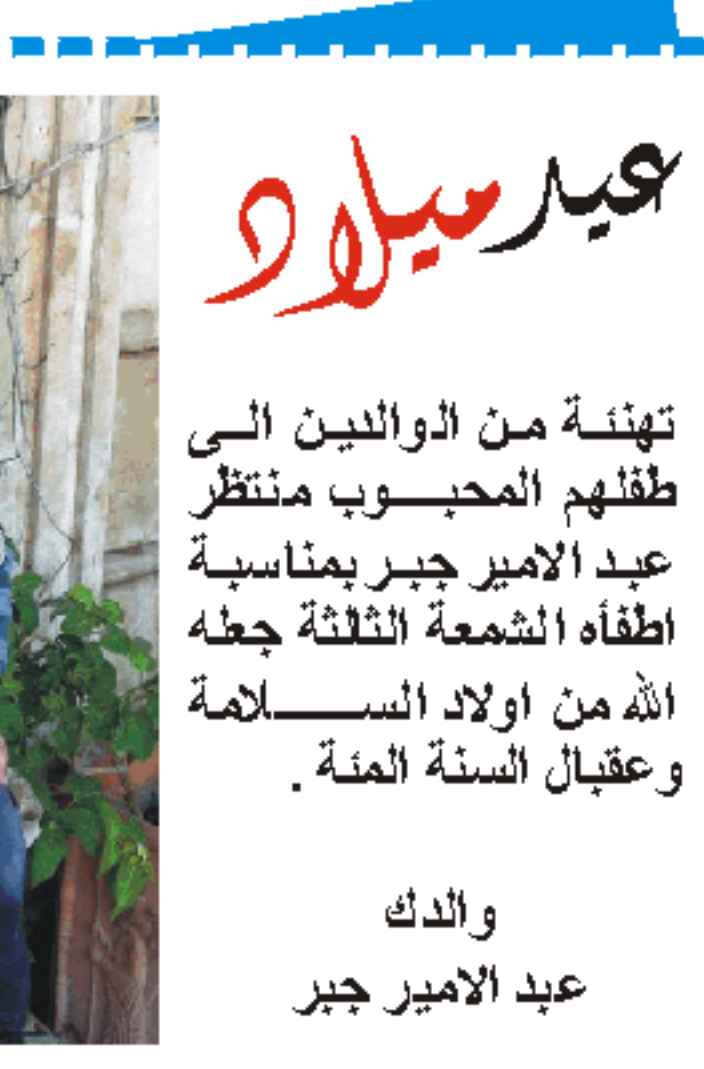 عيد ميلاد
تهنئة من الوالدين الى
طفلهم المحبوب منتظر
عبد الامير جبر بمناسبة
اطفأه الشمعة الثالثة جعله
الله من اولاد السلامة
وعقبال السنة المئة .
والدك
عبد الامير جبر